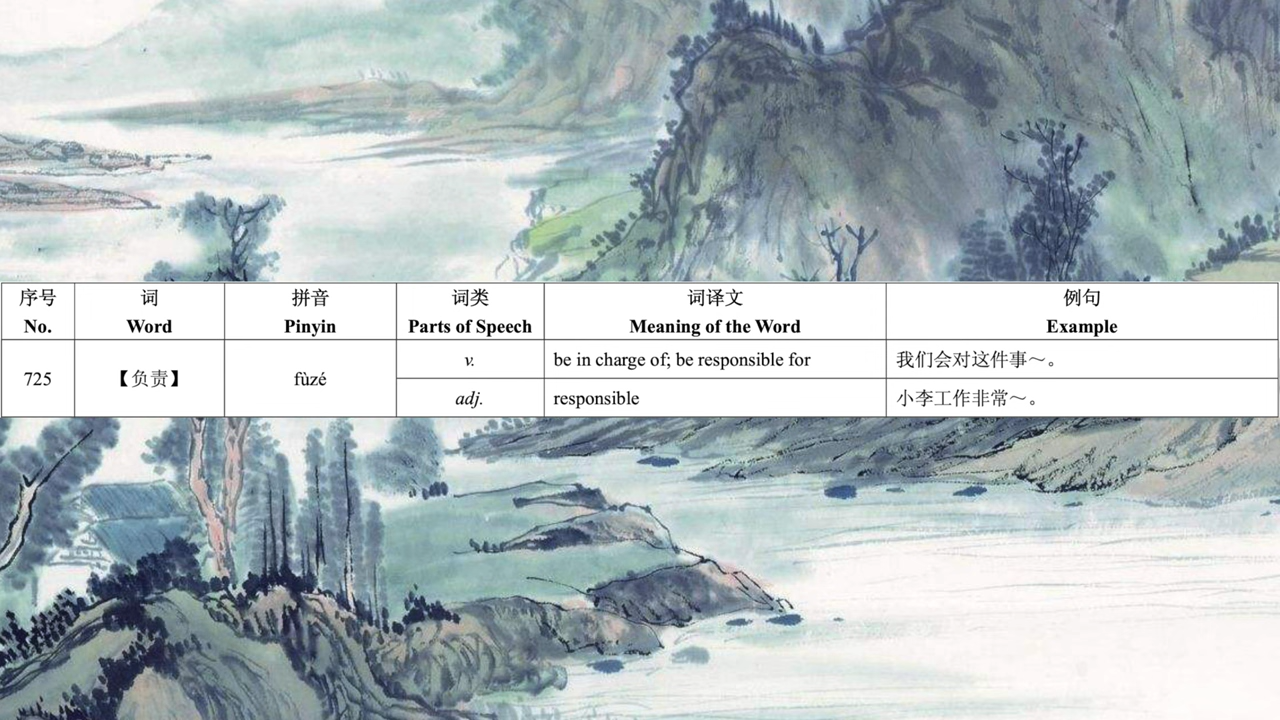 序号 词 拼音 词类 词译文 例句
No. Word Pinyin Parts of Speech Meaning of the Word Example
725 【负责】 fùzé v. be in charge of; be responsible for 我们会对这件事～。
adj. responsible 小李工作非常～。